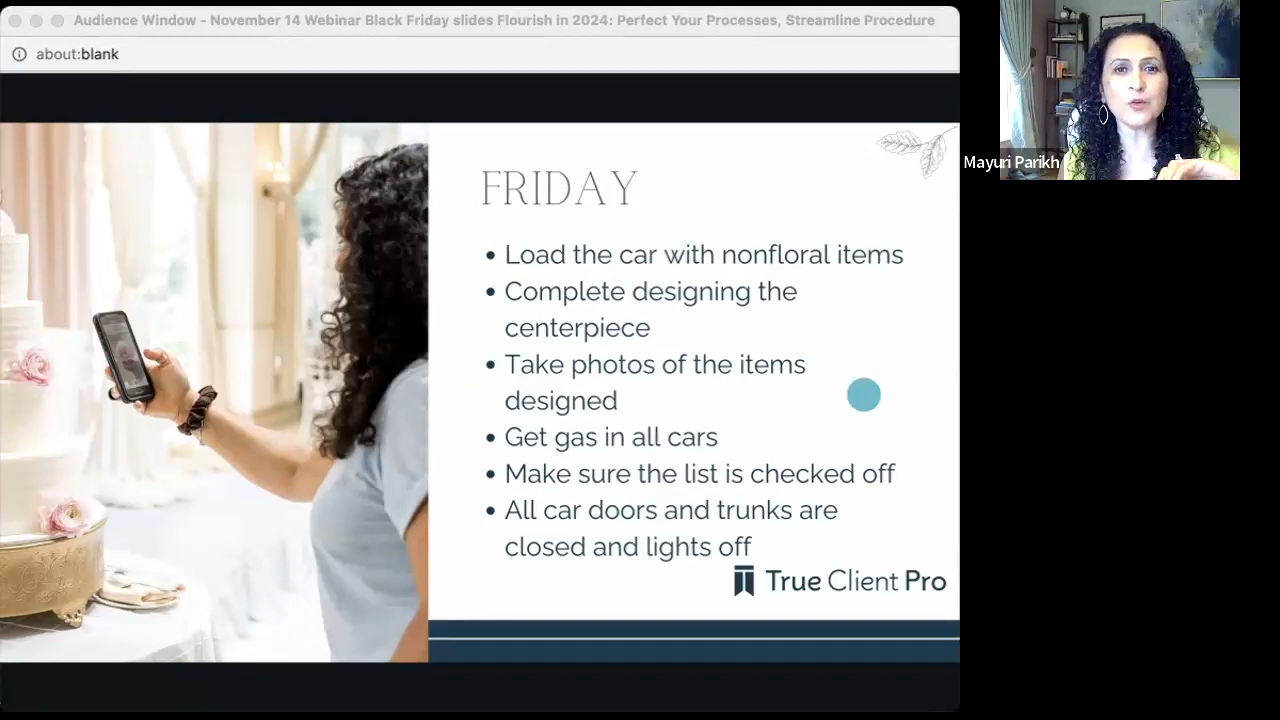 Audience Window - November 14 Webinar Black Friday slides Flourish in 2024: Perfect Your Processes, Streamline Procedure
about:blank
Mayuri Parikh
FRIDAY
• Load the car with nonfloral items
• Complete designing the
centerpiece
• Take photos of the items
designed
• Get gas in all cars
• Make sure the list is checked off
• All car doors and trunks are
closed and lights off
True Client Pro